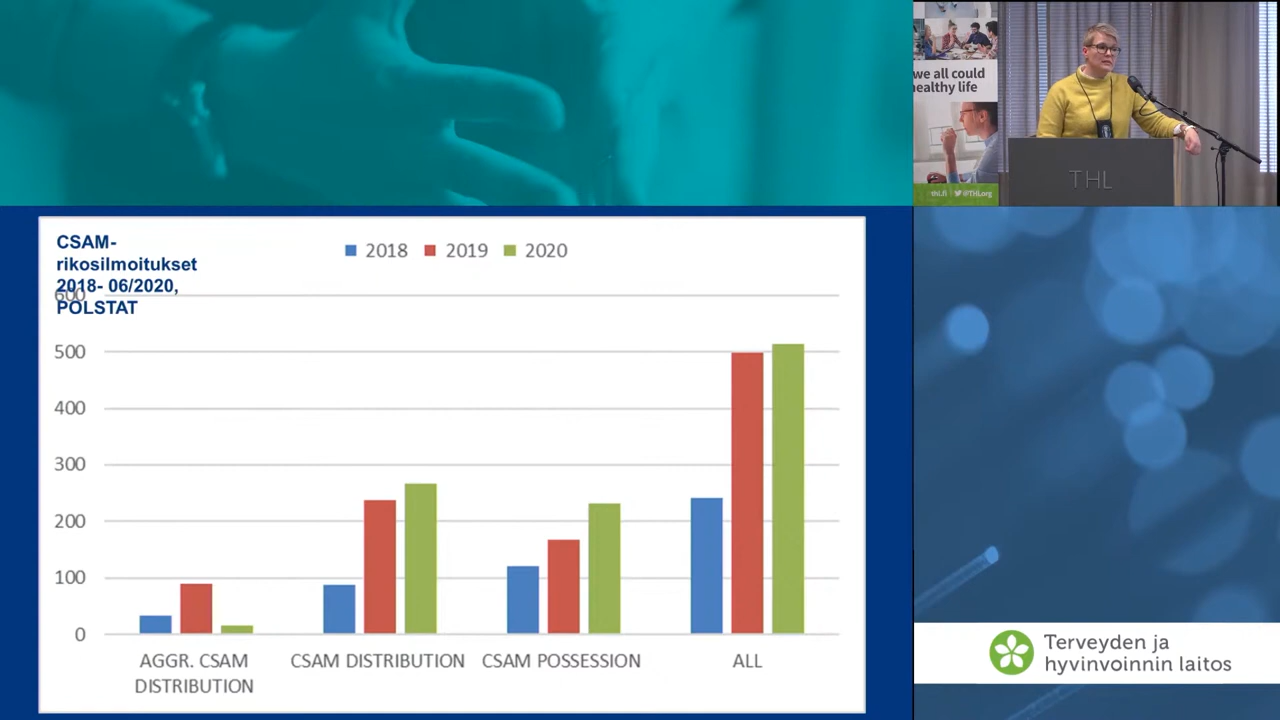 we all could
healthy life
thl.fi @THLorg
THL
CSAM-
rikosilmoitukset
2018- 06/2020,
POLSTAT
2018 2019 2020
600
500
400
300
200
100
0
AGGR. CSAM
DISTRIBUTION
CSAM DISTRIBUTION
CSAM POSSESSION
ALL
Terveyden ja
hyvinvoinnin laitos